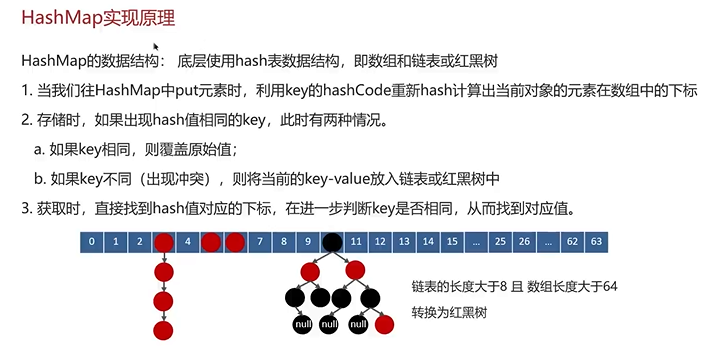 HashMap实现原理
HashMap的数据结构： 底层使用hash表数据结构，即数组和链表或红黑树
1. 当我们往HashMap中put元素时，利用key的hashCode重新hash计算出当前对象的元素在数组中的下标
2. 存储时，如果出现hash值相同的key，此时有两种情况。
a. 如果key相同，则覆盖原始值；
b. 如果key不同（出现冲突），则将当前的key-value放入链表或红黑树中
3. 获取时，直接找到hash值对应的下标，在进一步判断key是否相同，从而找到对应值。
0 1 2 4 7 8 9 11 12 13 14 15 ... 25 26 ... 62 63
链表的长度大于8 且 数组长度大于64
转换为红黑树
null null null